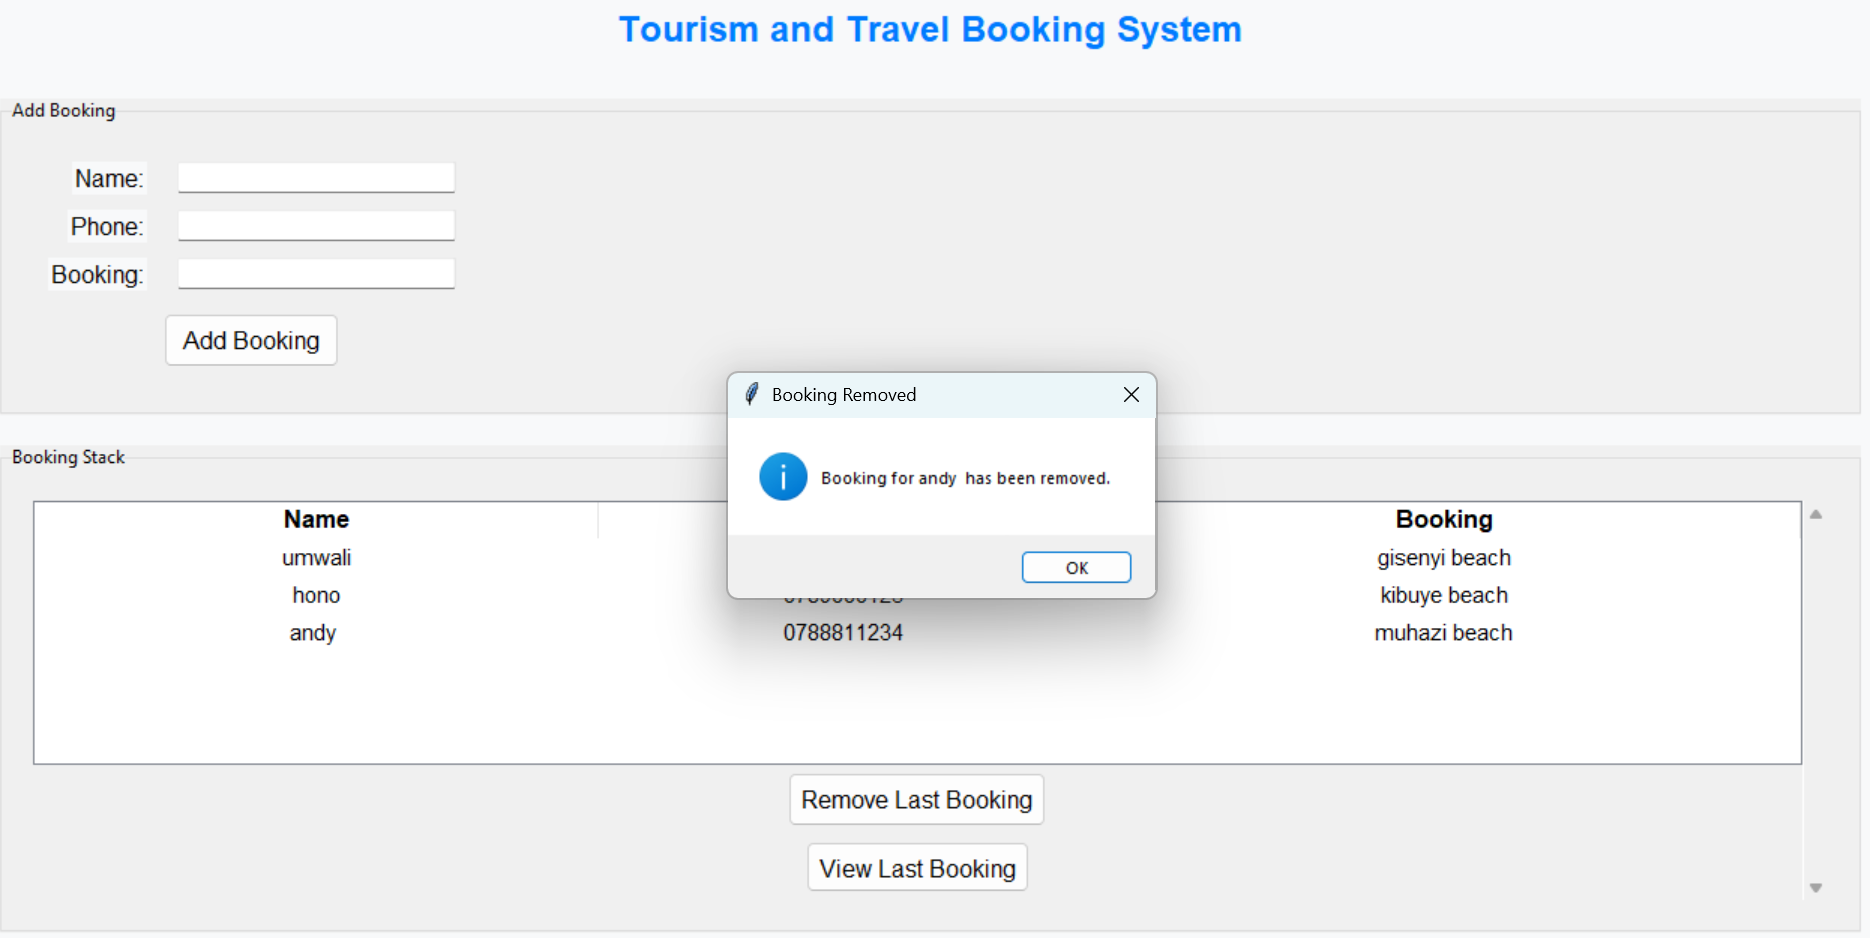 Tourism and Travel Booking System
Add Booking
Name:
Phone:
Booking:
Add Booking
Booking Removed
Booking for andy  has been removed.
OK
Booking Stack
Name Booking
umwali gisenyi beach
hono kibuye beach
andy 0788811234 muhazi beach
Remove Last Booking
View Last Booking